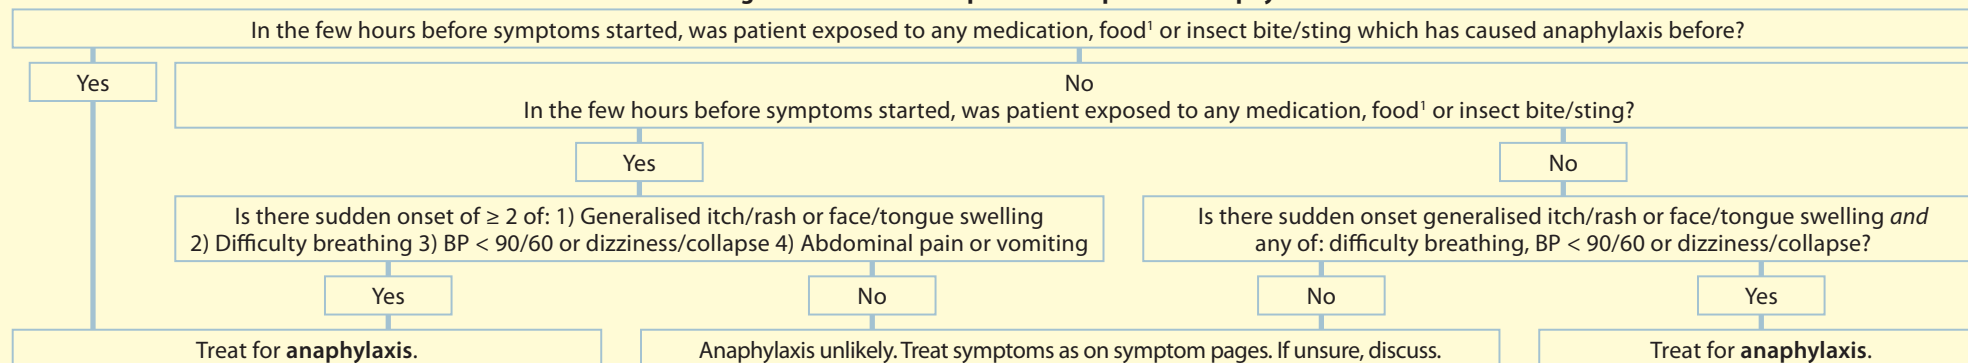 In the few hours before symptoms started, was patient exposed to any medication, food¹ or insect bite/sting which has caused anaphylaxis before?
Yes
No
In the few hours before symptoms started, was patient exposed to any medication, food¹ or insect bite/sting?
Yes
No
Is there sudden onset of ≥ 2 of: 1) Generalised itch/rash or face/tongue swelling
2) Difficulty breathing 3) BP < 90/60 or dizziness/collapse 4) Abdominal pain or vomiting
Is there sudden onset generalised itch/rash or face/tongue swelling and
any of: difficulty breathing, BP < 90/60 or dizziness/collapse?
Yes
No
No
Yes
Treat for anaphylaxis.
Anaphylaxis unlikely. Treat symptoms as on symptom pages. If unsure, discuss.
Treat for anaphylaxis.